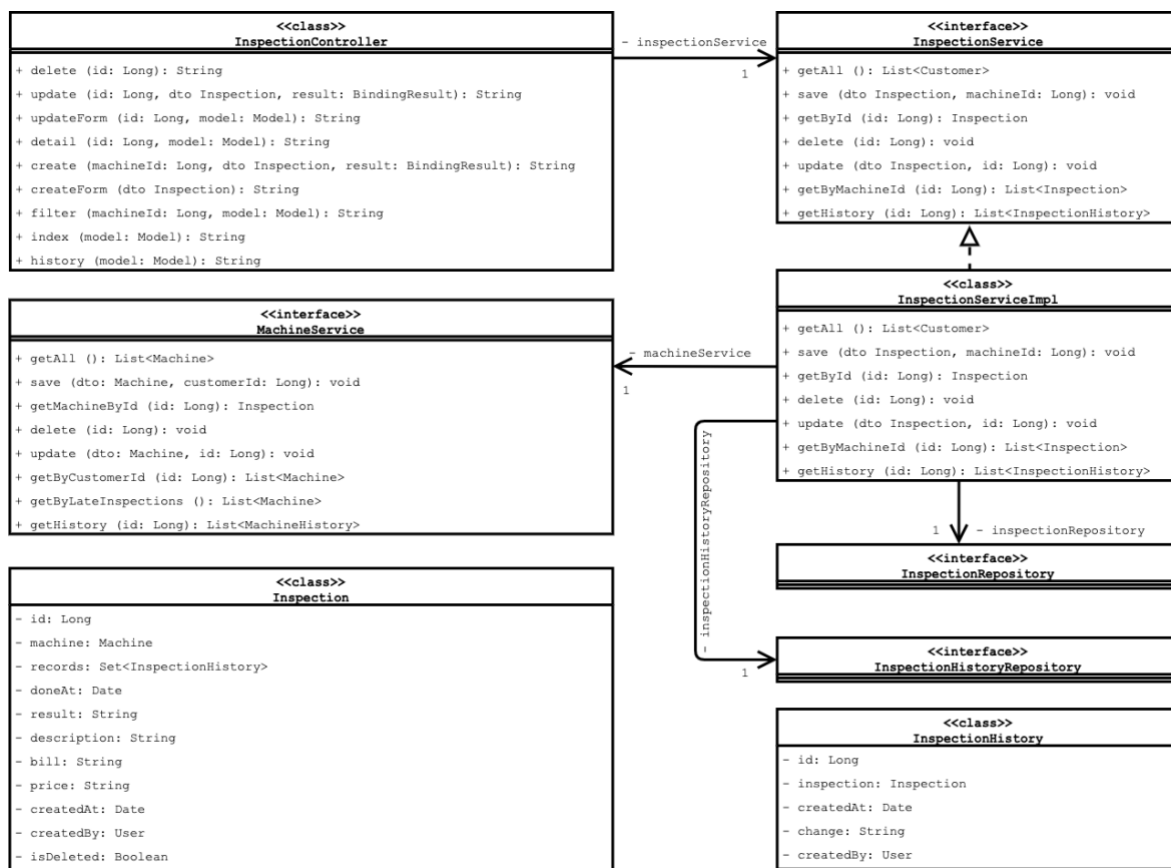 <<class>>
InspectionController
+ delete (id: Long): String
+ update (id: Long, dto Inspection, result: BindingResult): String
+ updateForm (id: Long, model: Model): String
+ detail (id: Long, model: Model): String
+ create (machineId: Long, dto Inspection, result: BindingResult): String
+ createForm (dto Inspection): String
+ filter (machineId: Long, model: Model): String
+ index (model: Model): String
+ history (model: Model): String
- inspectionService
1
<<interface>>
InspectionService
+ getAll (): List<Customer>
+ save (dto Inspection, machineId: Long): void
+ getById (id: Long): Inspection
+ delete (id: Long): void
+ update (dto Inspection, id: Long): void
+ getByMachineId (id: Long): List<Inspection>
+ getHistory (id: Long): List<InspectionHistory>
<<interface>>
MachineService
+ getAll (): List<Machine>
+ save (dto: Machine, customerId: Long): void
+ getMachineById (id: Long): Inspection
+ delete (id: Long): void
+ update (dto: Machine, id: Long): void
+ getByCustomerId (id: Long): List<Machine>
+ getByLateInspections (): List<Machine>
+ getHistory (id: Long): List<MachineHistory>
- machineService
1
<<class>>
InspectionServiceImpl
+ getAll (): List<Customer>
+ save (dto Inspection, machineId: Long): void
+ getById (id: Long): Inspection
+ delete (id: Long): void
+ update (dto Inspection, id: Long): void
+ getByMachineId (id: Long): List<Inspection>
+ getHistory (id: Long): List<InspectionHistory>
- inspectionHistoryRepository
1
1 - inspectionRepository
<<interface>>
InspectionRepository
<<interface>>
InspectionHistoryRepository
<<class>>
Inspection
- id: Long
- machine: Machine
- records: Set<InspectionHistory>
- doneAt: Date
- result: String
- description: String
- bill: String
- price: String
- createdAt: Date
- createdBy: User
- isDeleted: Boolean
<<class>>
InspectionHistory
- id: Long
- inspection: Inspection
- createdAt: Date
- change: String
- createdBy: User